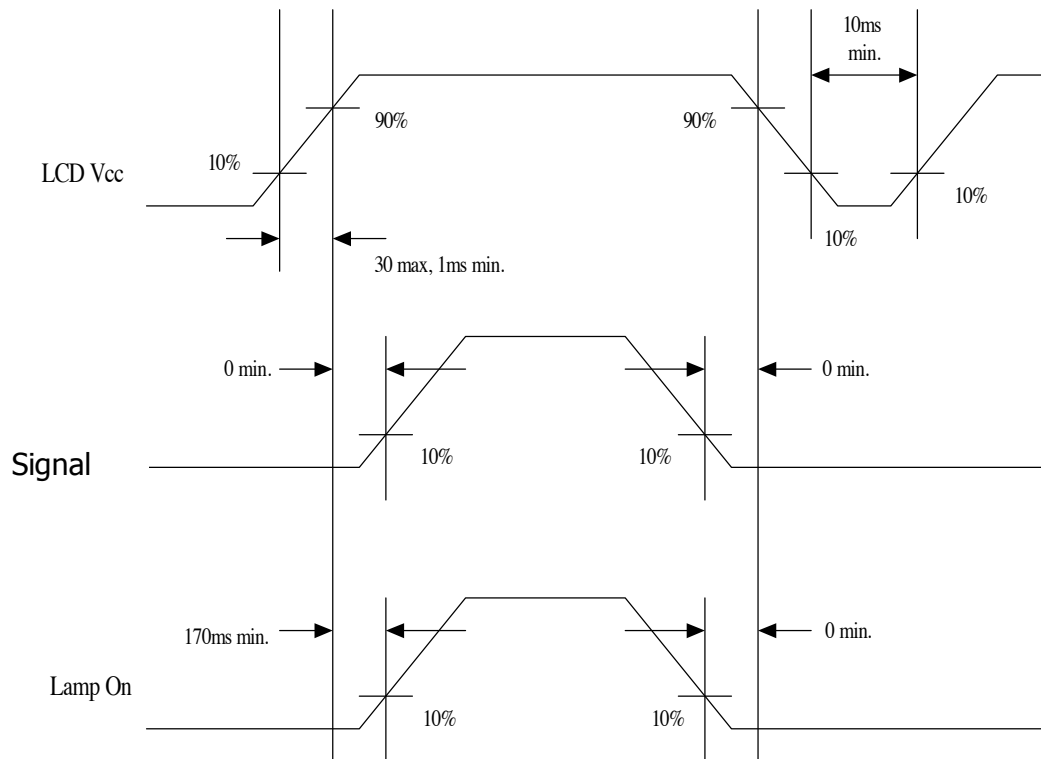 10ms
min.
90%
90%
10%
LCD Vcc
10%
10%
30 max, 1ms min.
0 min.
0 min.
10%
10%
Signal
170ms min.
0 min.
Lamp On
10%
10%